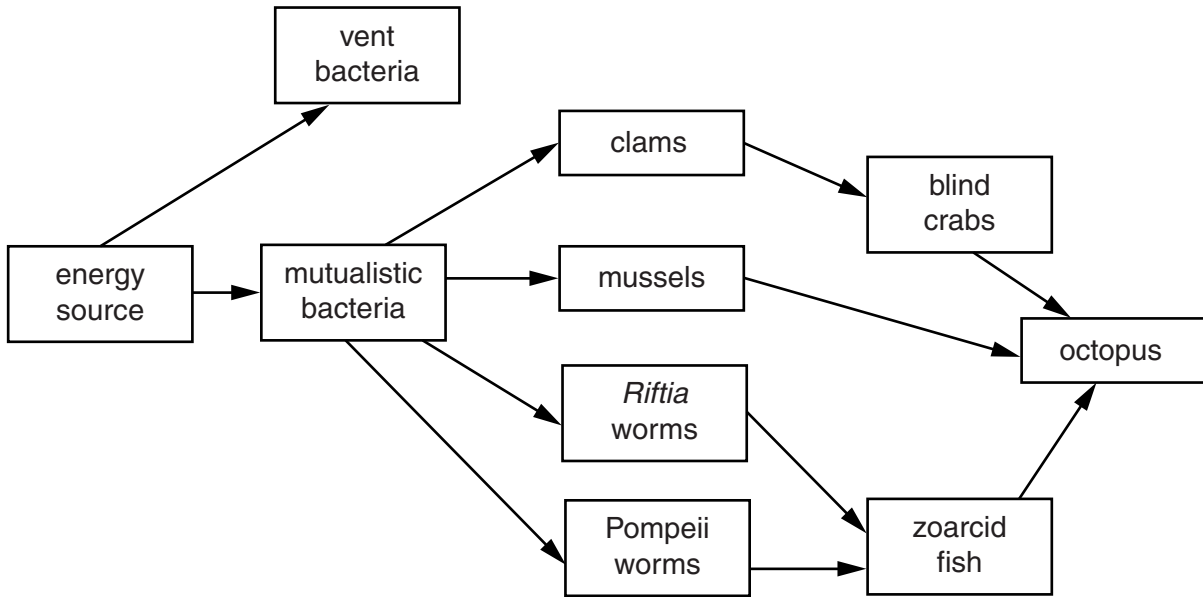 vent
bacteria
clams
blind
crabs
energy
source
mutualistic
bacteria
mussels
octopus
Riftia
worms
Pompeii
worms
zoarcid
fish